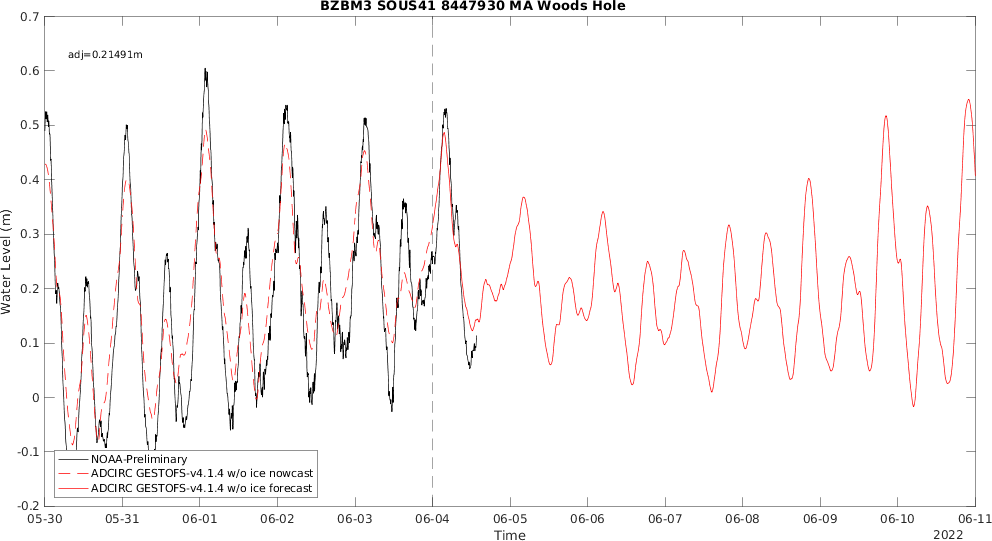 BZBM3 SOUS41 8447930 MA Woods Hole
adj=0.21491m
Water Level (m)
0.7
0.6
0.5
0.4
0.3
0.2
0.1
0
-0.1
-0.2
NOAA-Preliminary
ADCIRC GESTOFS-v4.1.4 w/o ice nowcast
ADCIRC GESTOFS-v4.1.4 w/o ice forecast
05-30 05-31 06-01 06-02 06-03 06-04 06-05 06-06 06-07 06-08 06-09 06-10 06-11
Time
2022